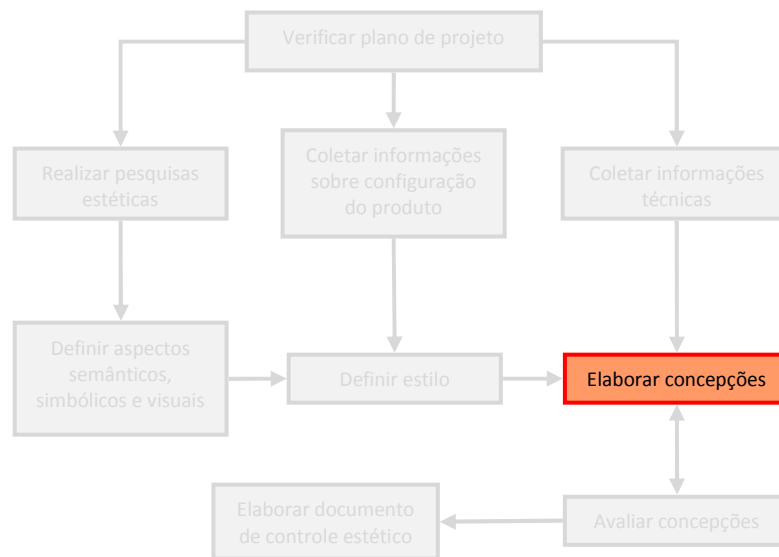 Verificar plano de projeto
Realizar pesquisas
estéticas
Coletar informações
sobre configuração
do produto
Coletar informações
técnicas
Definir aspectos
semânticos,
simbólicos e visuais
Definir estilo
Elaborar concepções
Elaborar documento
de controle estético
Avaliar concepções